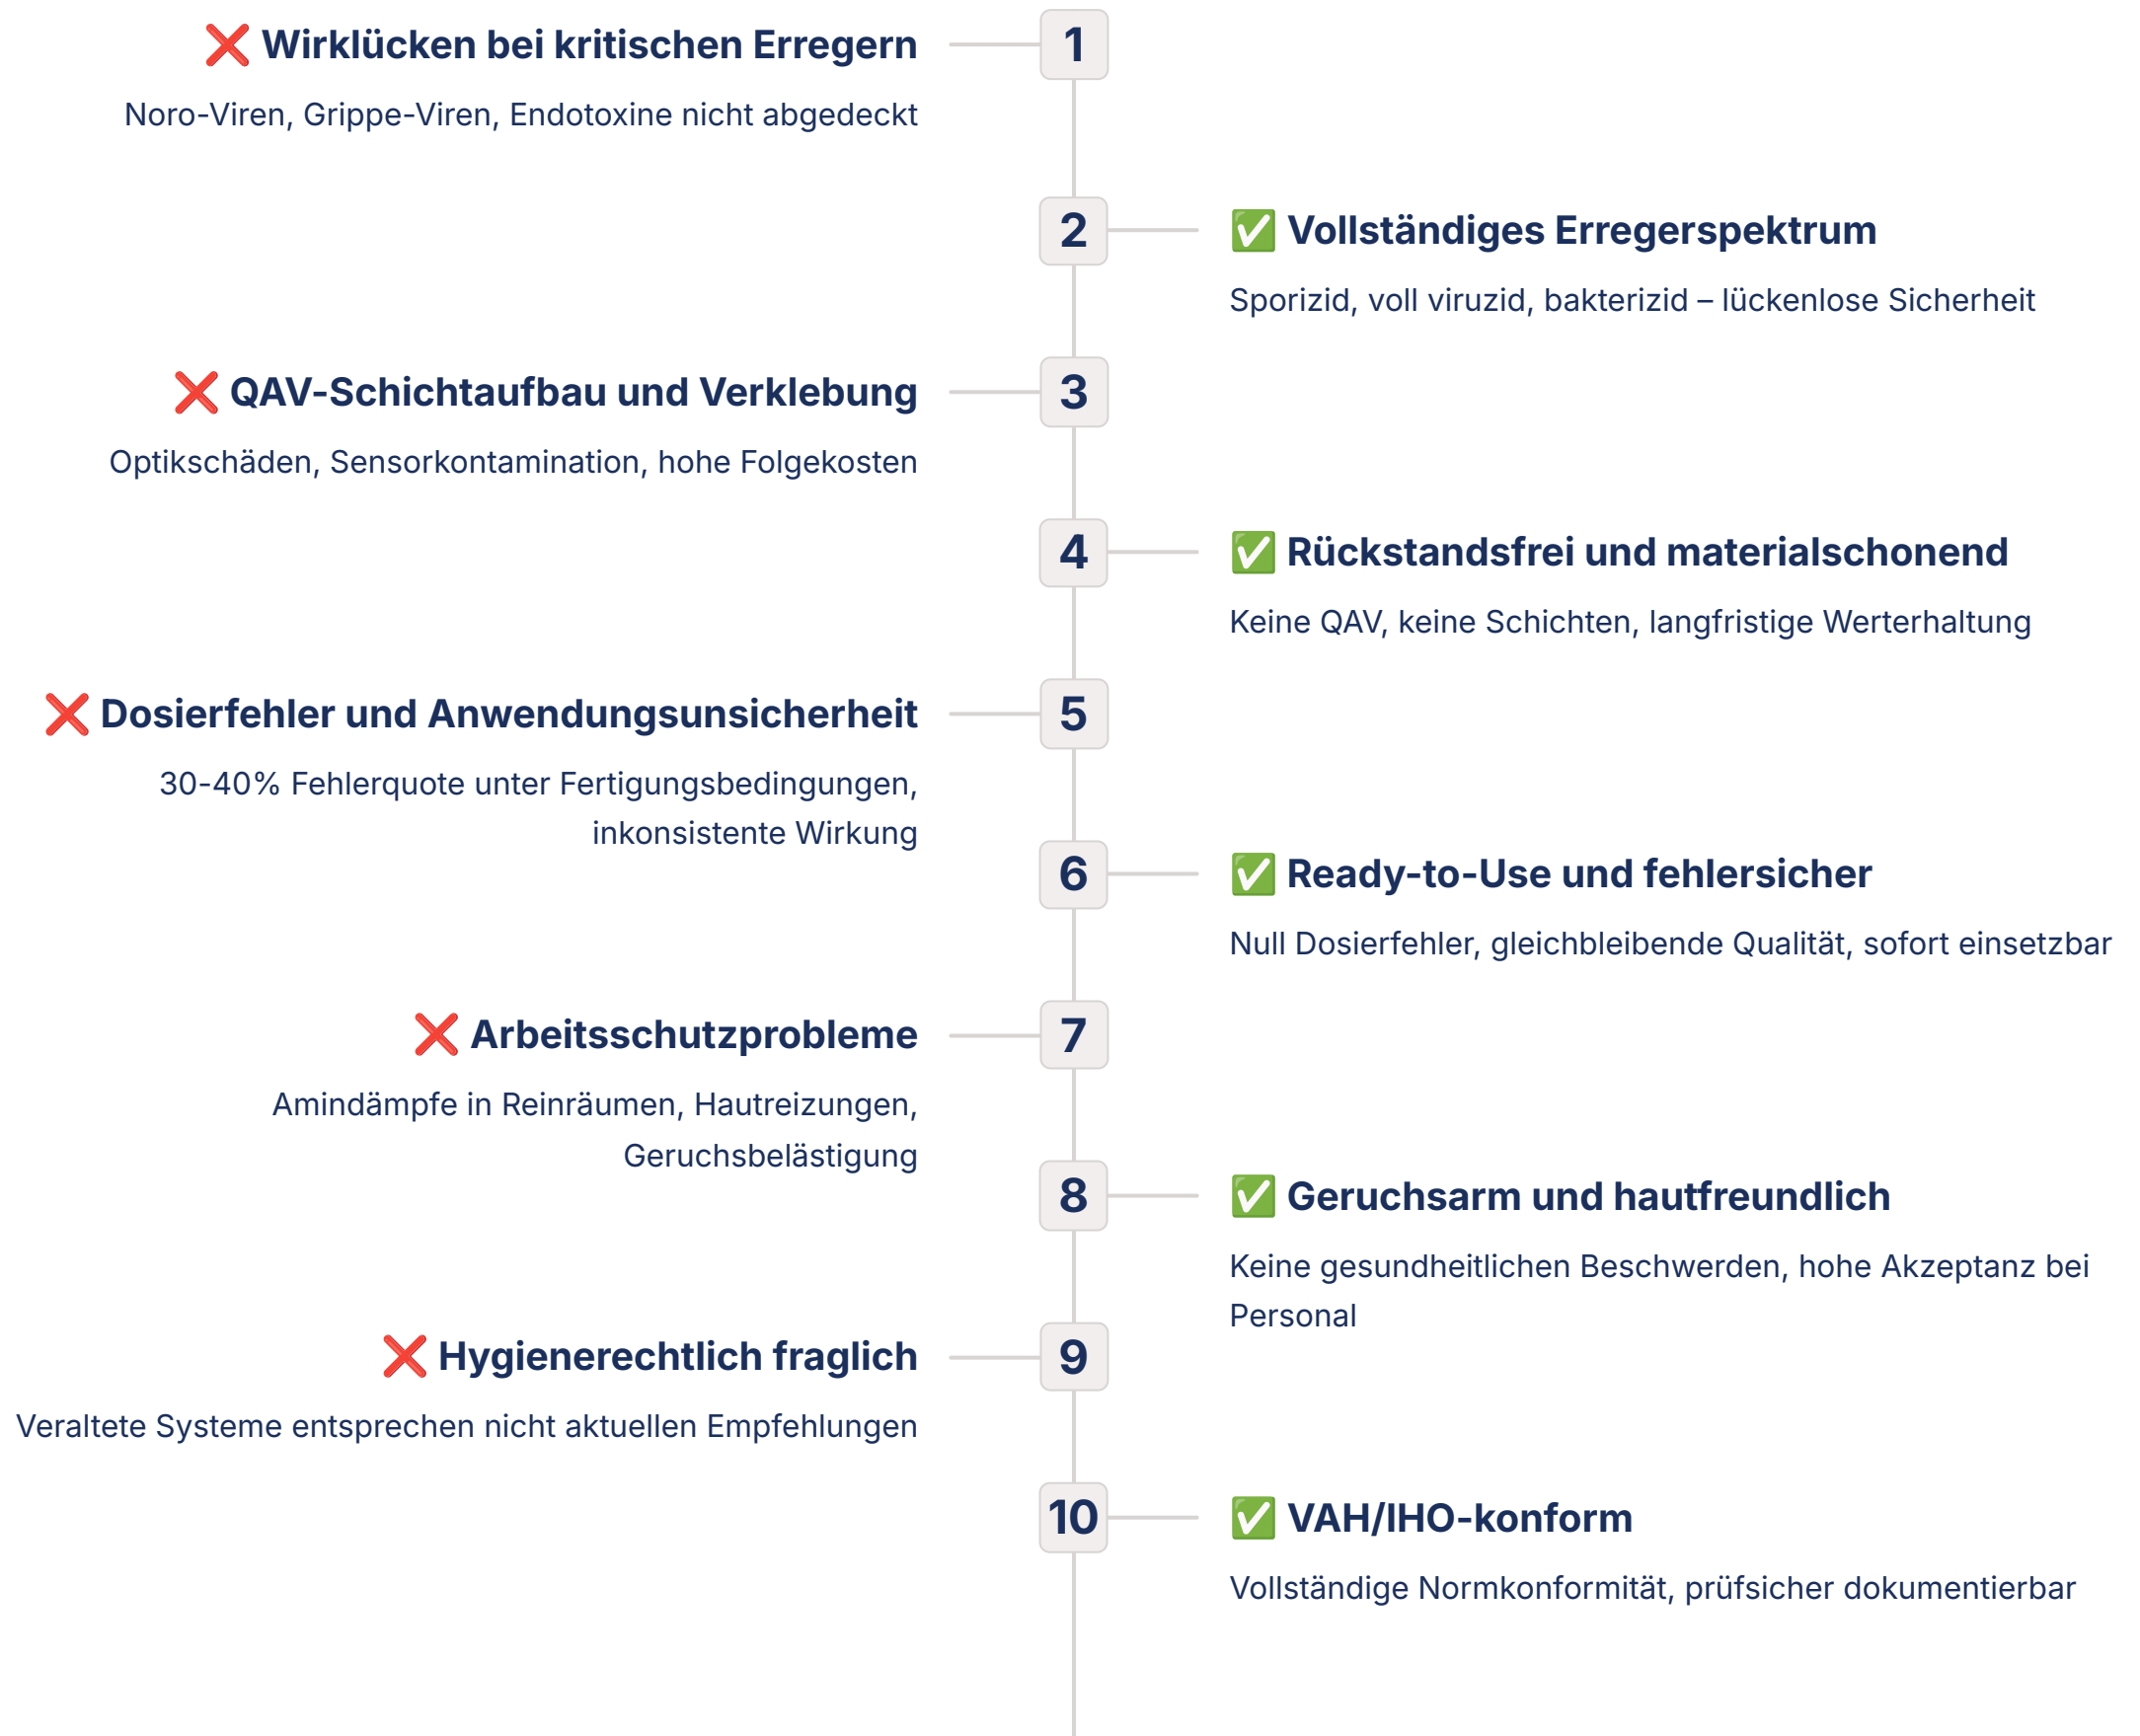 ❌ Wirklücken bei kritischen Erregern
1
Noro-Viren, Grippe-Viren, Endotoxine nicht abgedeckt
2
✅ Vollständiges Erregerspektrum
Sporizid, voll viruzid, bakterizid – lückenlose Sicherheit
❌ QAV-Schichtaufbau und Verklebung
3
Optikschäden, Sensorkontamination, hohe Folgekosten
4
✅ Rückstandsfrei und materialschonend
Keine QAV, keine Schichten, langfristige Werterhaltung
❌ Dosierfehler und Anwendungsunsicherheit
5
30-40% Fehlerquote unter Fertigungsbedingungen,
inkonsistente Wirkung
6
✅ Ready-to-Use und fehlersicher
Null Dosierfehler, gleichbleibende Qualität, sofort einsetzbar
❌ Arbeitsschutzprobleme
7
Amindämpfe in Reinräumen, Hautreizungen,
Geruchsbelästigung
8
✅ Geruchsarm und hautfreundlich
Keine gesundheitlichen Beschwerden, hohe Akzeptanz bei
Personal
❌ Hygienerechtlich fraglich
9
Veraltete Systeme entsprechen nicht aktuellen Empfehlungen
10
✅ VAH/IHO-konform
Vollständige Normkonformität, prüfsicher dokumentierbar